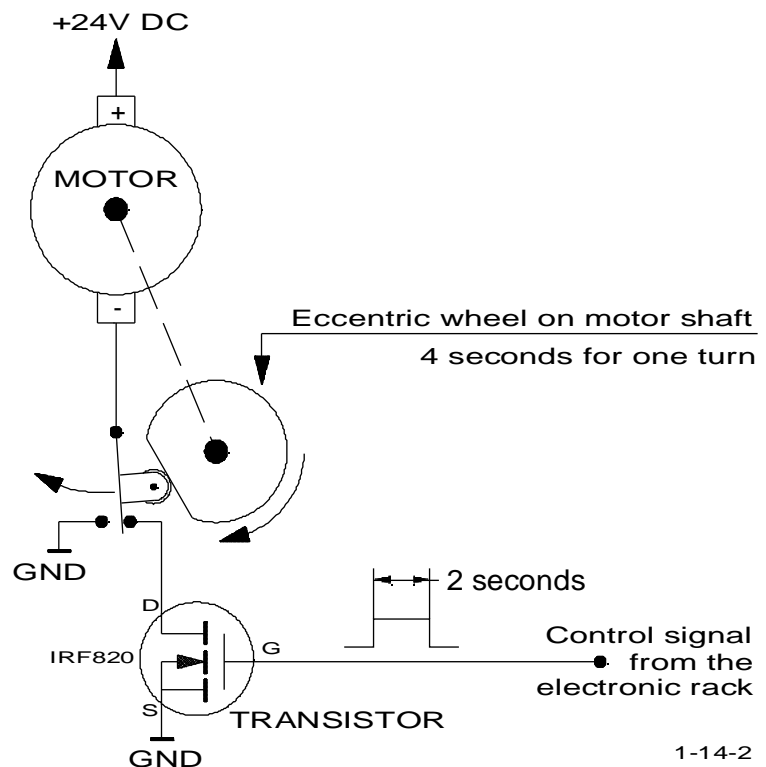 +24V DC
+
MOTOR
-
Eccentric wheel on motor shaft
4 seconds for one turn
GND
D
2 seconds
IRF820
G
Control signal
from the
electronic rack
S
TRANSISTOR
GND
1-14-2